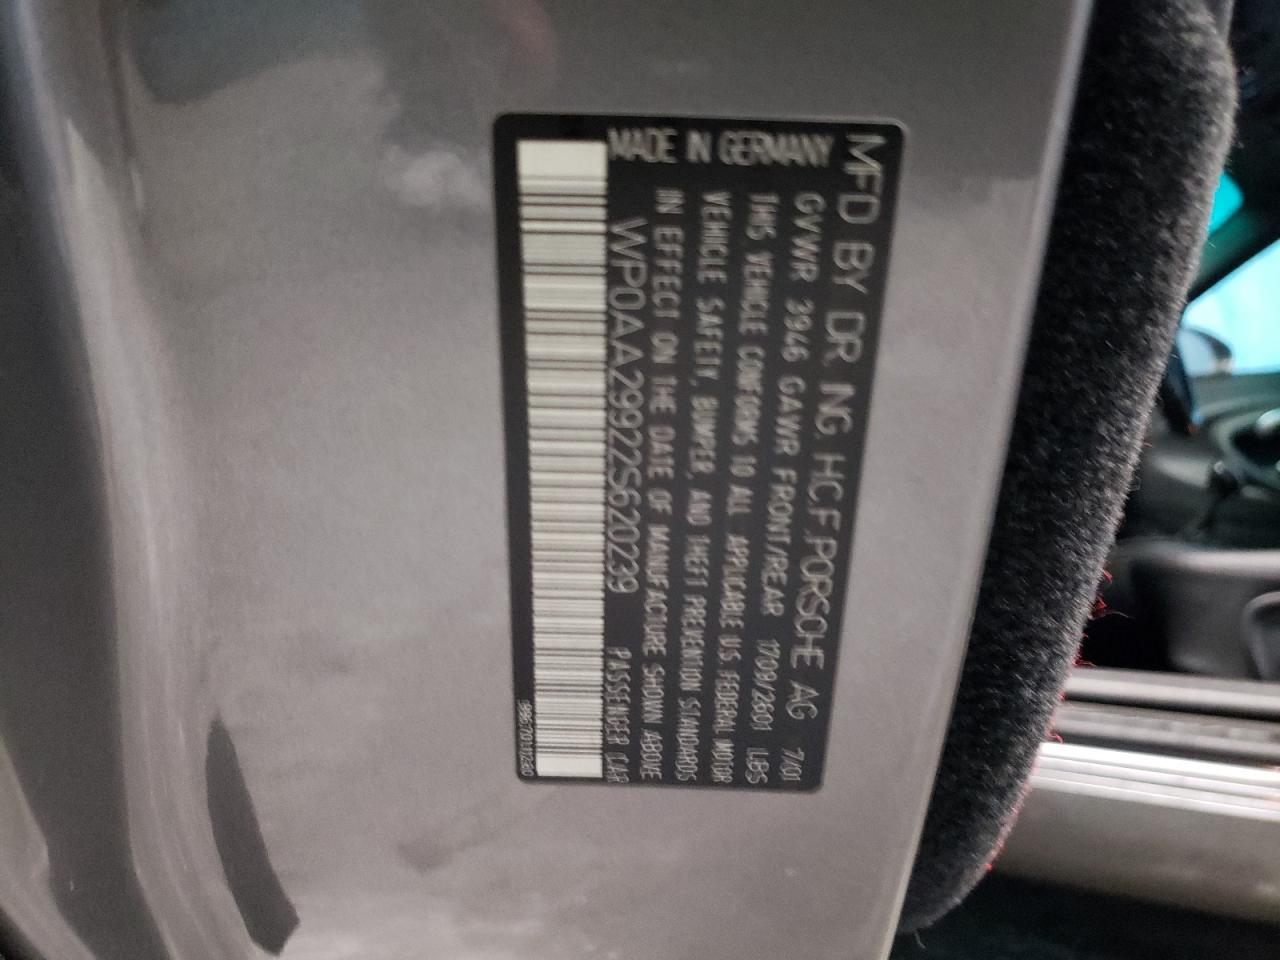 MFD BY DR. ING. H.C.F. PORSCHE AG 7/01
GVWR 3946 GAWR FRONT/REAR 1709/2601 LBS
THIS VEHICLE CONFORMS TO ALL APPLICABLE U.S. FEDERAL MOTOR
VEHICLE SAFETY, BUMPER, AND THEFT PREVENTION STANDARDS
IN EFFECT ON THE DATE OF MANUFACTURE SHOWN ABOVE
MADE IN GERMANY WP0AA29922S620239 PASSENGER CAR